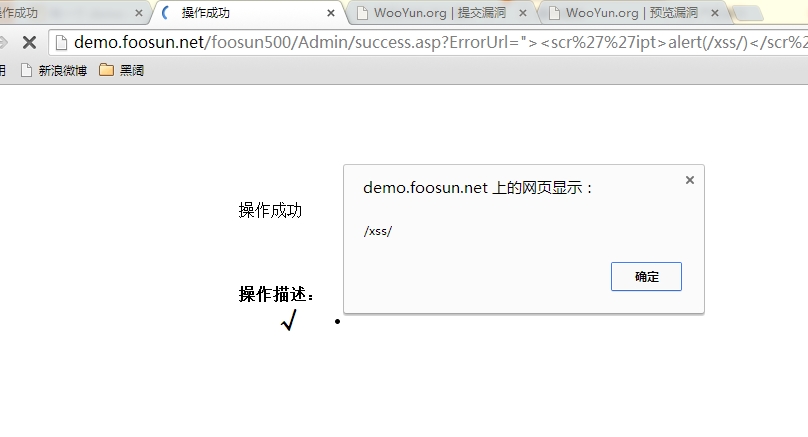 操作成功
操作成功
WooYun.org | 提交漏洞
WooYun.org | 预览漏洞
demo.foosun.net/foosun500/Admin/success.asp?ErrorUrl="><scr%27%27ipt>alert(/xss/)</scr%2
用 新浪微博 黑阔
demo.foosun.net 上的网页显示：
操作成功
/xss/
确定
操作描述：
√ •